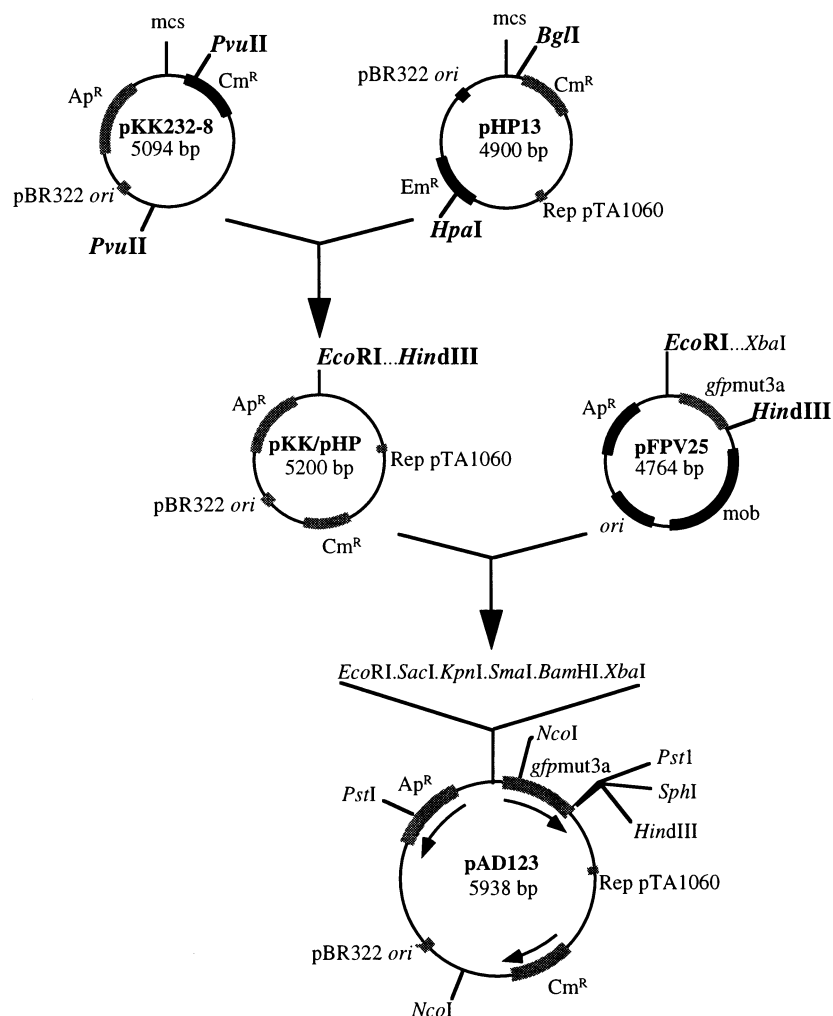 mcs
PvuII
CmR
ApR
pKK232-8
5094 bp
pBR322 ori
PvuII
mcs
BglI
pBR322 ori
CmR
pHP13
4900 bp
EmR
Rep pTA1060
HpaI
EcoRI...HindIII
ApR
pKK/pHP
5200 bp
Rep pTA1060
pBR322 ori
CmR
EcoRI...XbaI
gfpmut3a
ApR
HindIII
pFPV25
4764 bp
ori
mob
EcoRI.SacI.KpnI.SmaI.BamHI.XbaI
NcoI
gfpmut3a
PstI
ApR
PstI
SphI
HindIII
pAD123
5938 bp
Rep pTA1060
pBR322 ori
CmR
NcoI